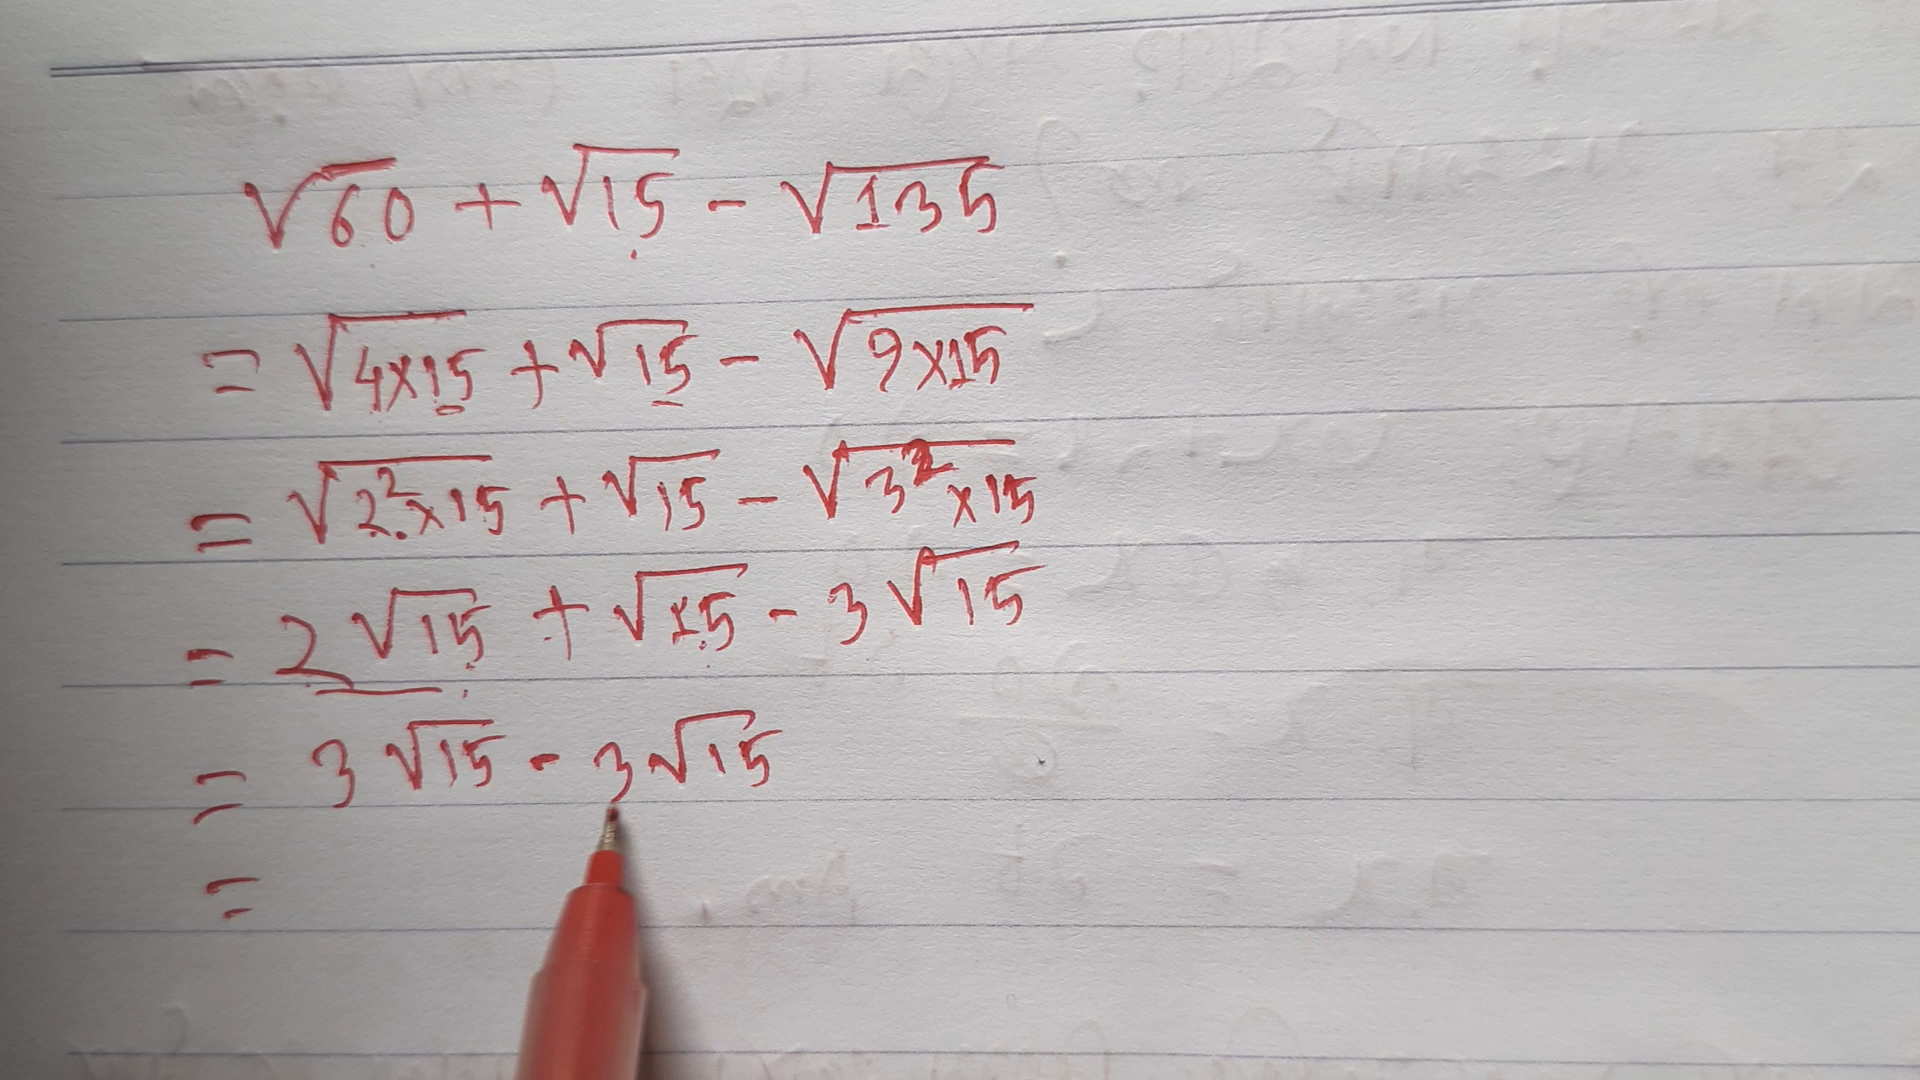 √60 + √15 - √135
= √4×15 + √15 - √9×15
= √2²×15 + √15 - √3²×15
= 2√15 + √15 - 3√15
= 3√15 - 3√15
=